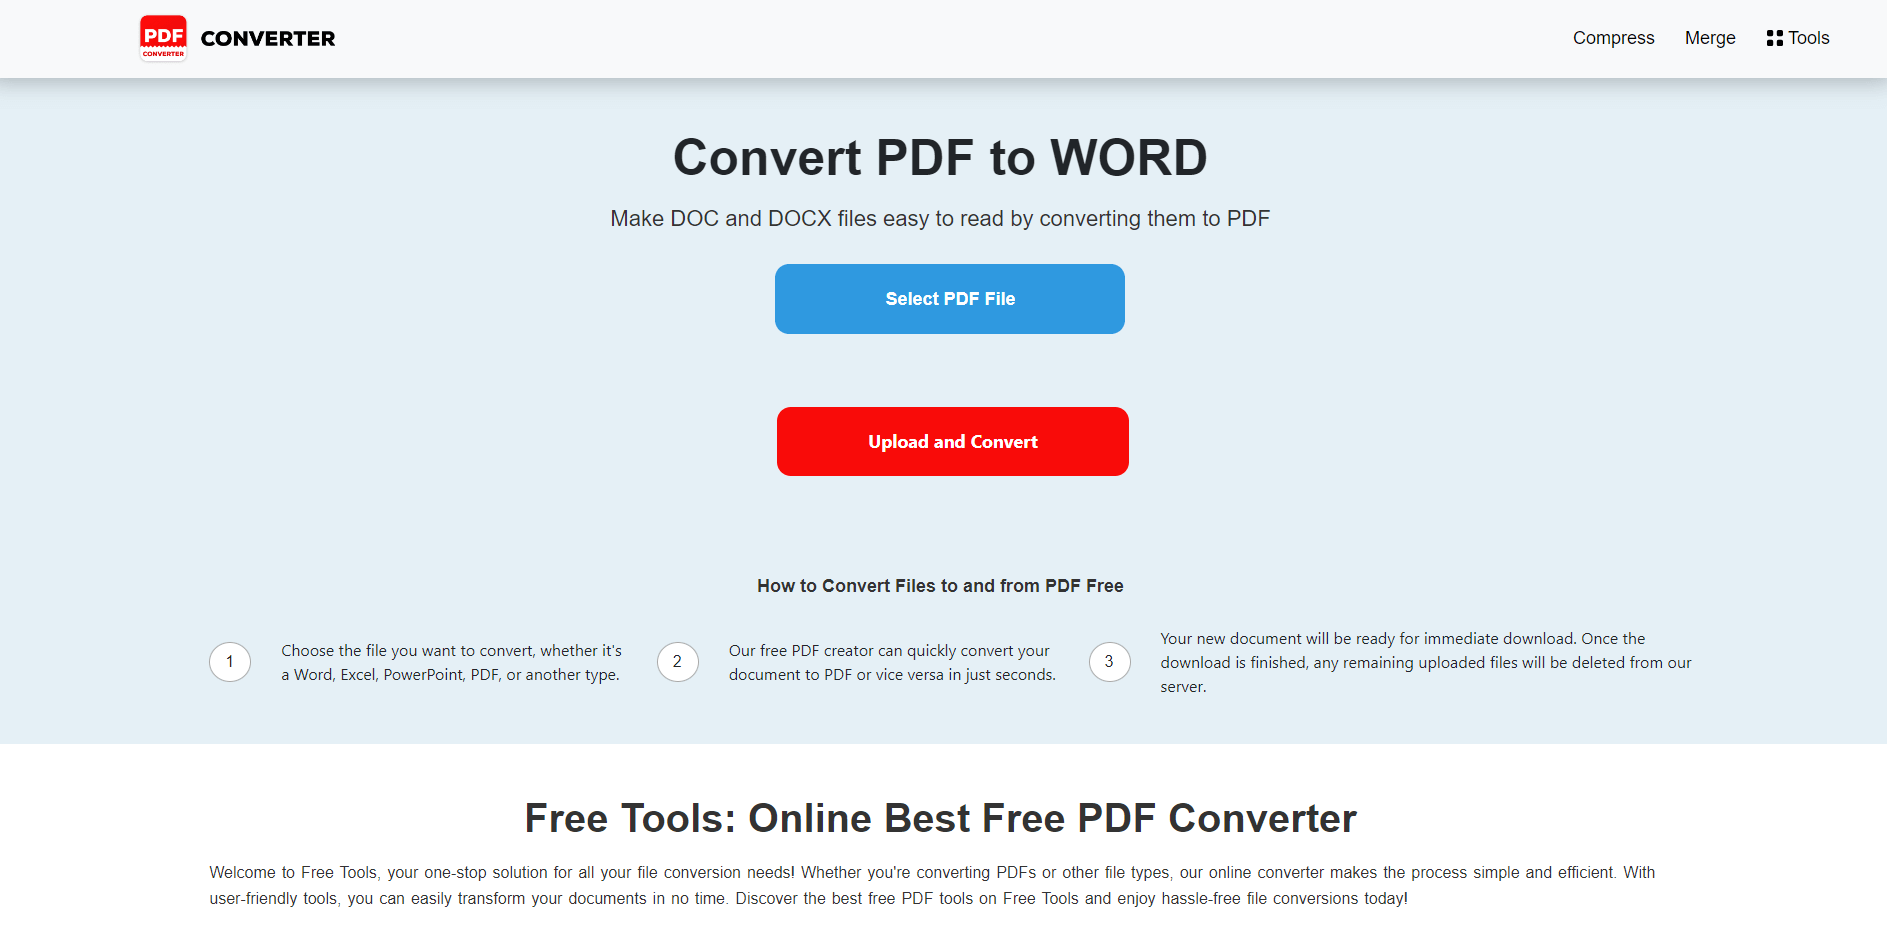 PDF
CONVERTER
CONVERTER
Compress
Merge
Tools
Convert PDF to WORD
Make DOC and DOCX files easy to read by converting them to PDF
Select PDF File
Upload and Convert
How to Convert Files to and from PDF Free
1
Choose the file you want to convert, whether it's
a Word, Excel, PowerPoint, PDF, or another type.
2
Our free PDF creator can quickly convert your
document to PDF or vice versa in just seconds.
3
Your new document will be ready for immediate download. Once the
download is finished, any remaining uploaded files will be deleted from our
server.
Free Tools: Online Best Free PDF Converter
Welcome to Free Tools, your one-stop solution for all your file conversion needs! Whether you're converting PDFs or other file types, our online converter makes the process simple and efficient. With
user-friendly tools, you can easily transform your documents in no time. Discover the best free PDF tools on Free Tools and enjoy hassle-free file conversions today!